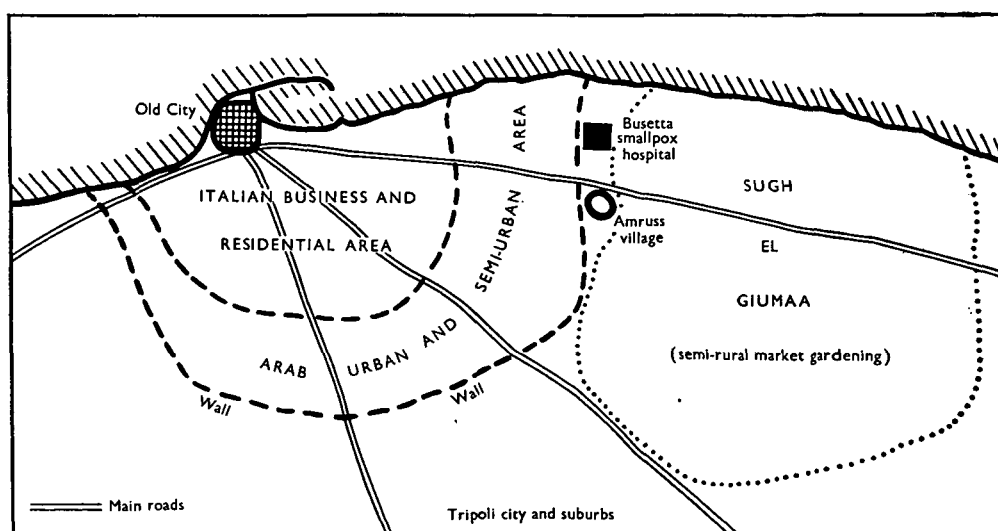 Old City
Busetta
smallpox
hospital
ITALIAN BUSINESS AND
RESIDENTIAL AREA
ARAB URBAN AND SEMI-URBAN AREA
Amruss
village
SUGH
EL
GIUMAA
(semi-rural market gardening)
Wall
Wall
Main roads
Tripoli city and suburbs